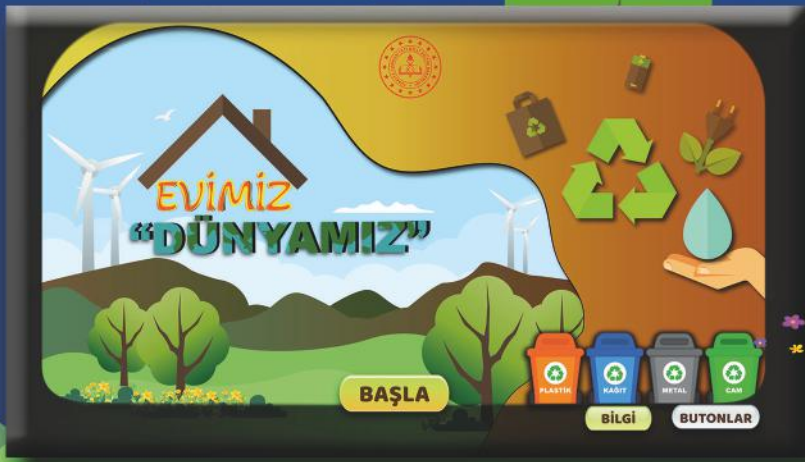 EVİMİZ
“DÜNYAMIZ”
BAŞLA
PLASTİK
KAĞIT
METAL
CAM
BİLGİ
BUTONLAR